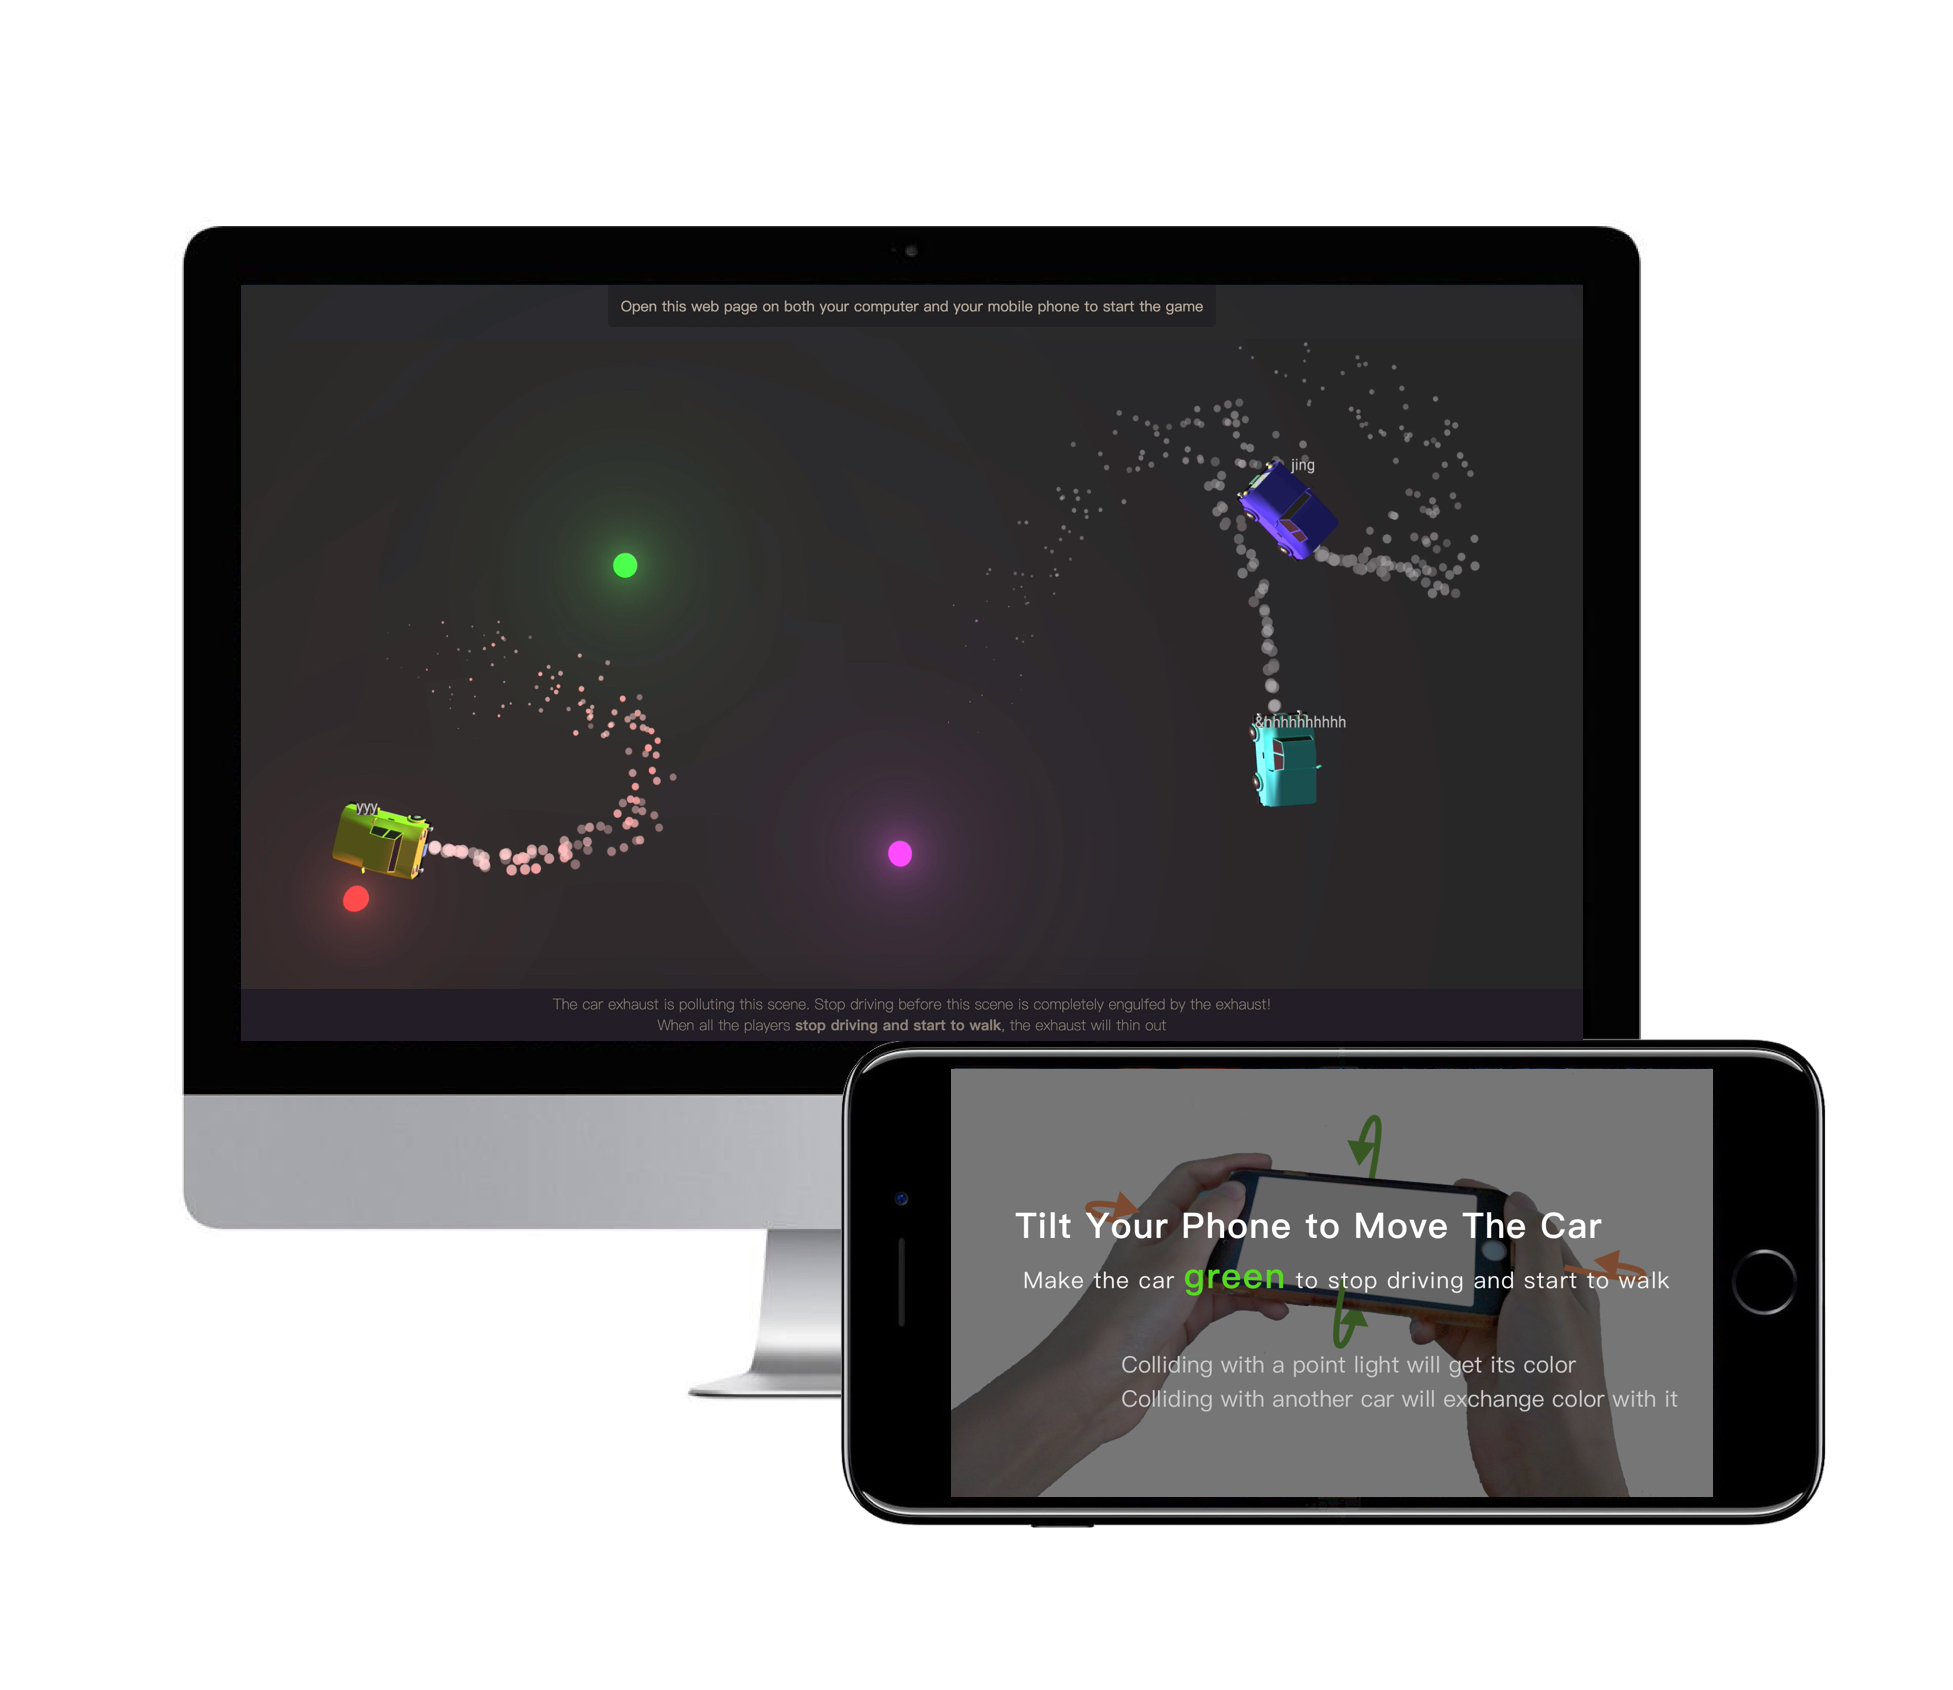 Open this web page on both your computer and your mobile phone to start the game
jing
&hhhhhhhhhh
yyy
The car exhaust is polluting this scene. Stop driving before this scene is completely engulfed by the exhaust!
When all the players stop driving and start to walk, the exhaust will thin out
Tilt Your Phone to Move The Car
Make the car green to stop driving and start to walk
Colliding with a point light will get its color
Colliding with another car will exchange color with it